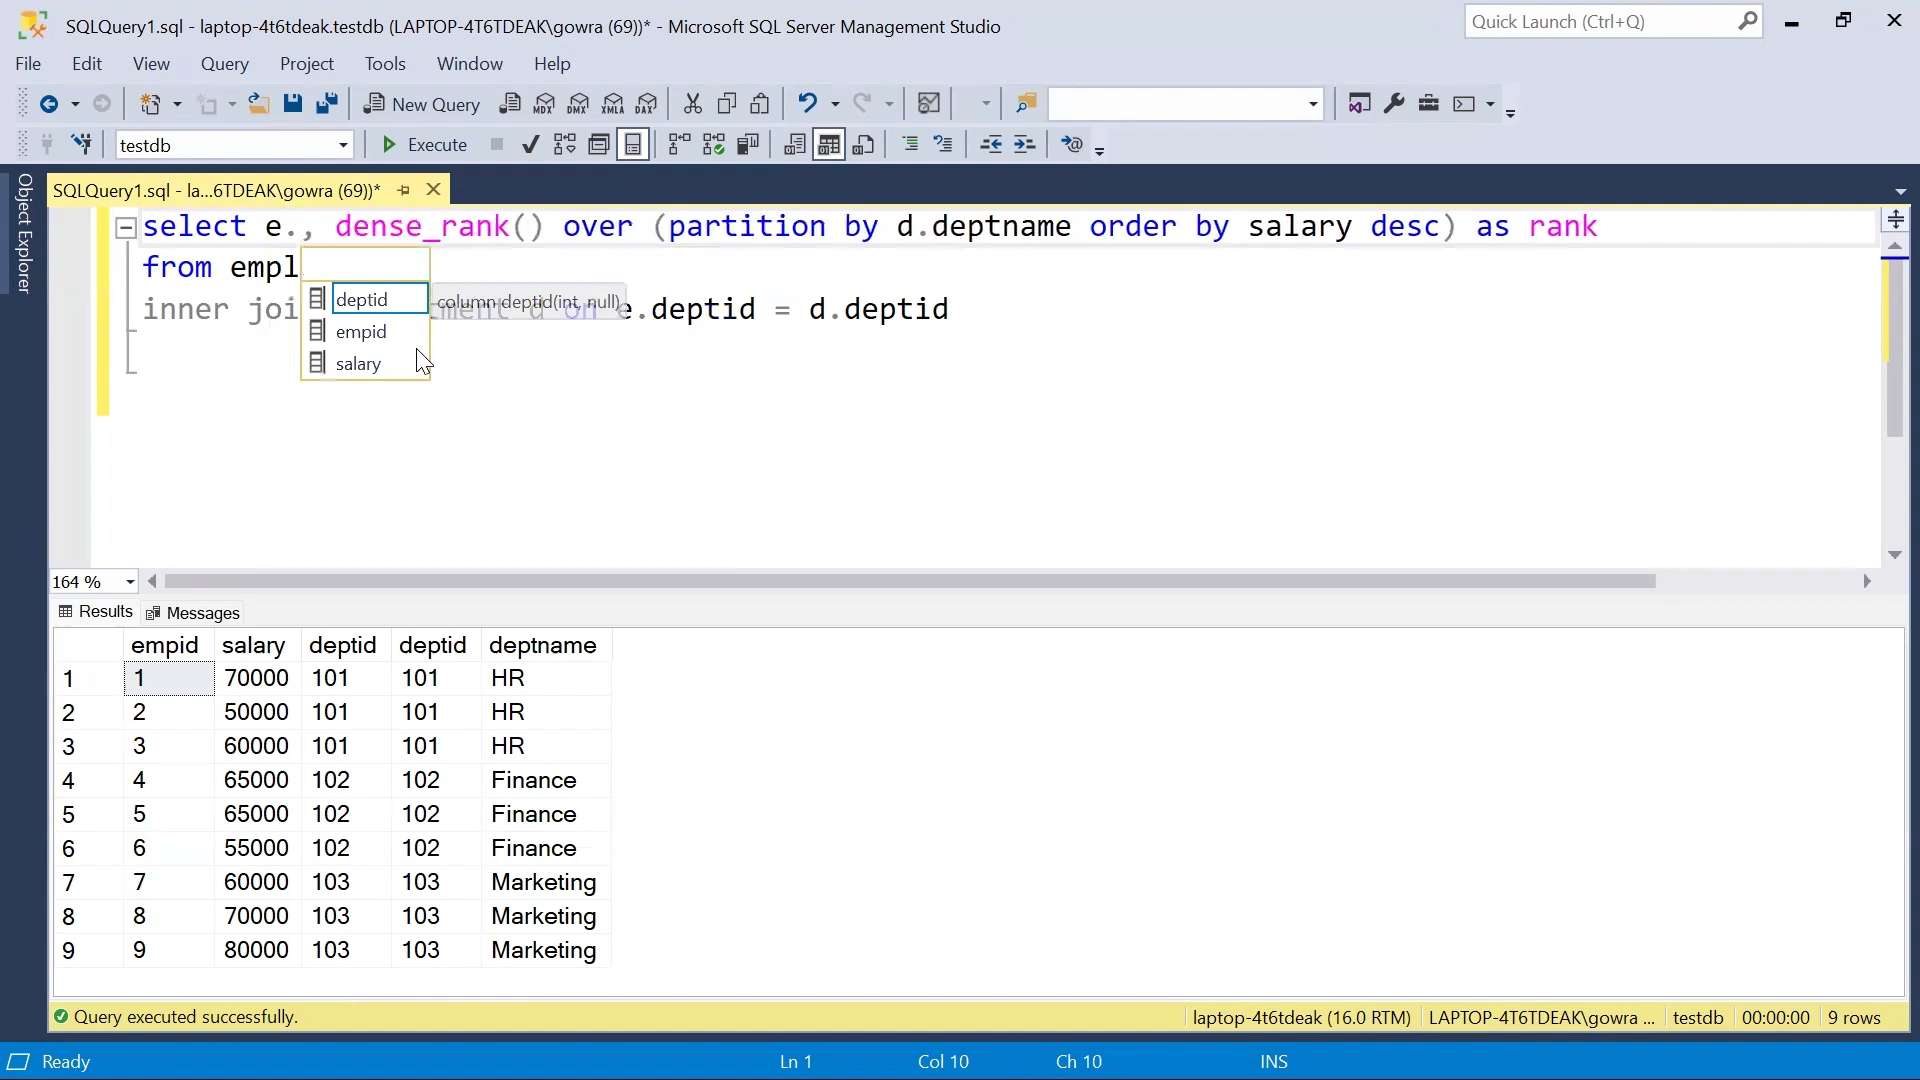 SQLQuery1.sql - laptop-4t6tdeak.testdb (LAPTOP-4T6TDEAK\gowra (69))* - Microsoft SQL Server Management Studio
Quick Launch (Ctrl+Q)
File Edit View Query Project Tools Window Help
New Query MDX DMX XMLA DAX
testdb Execute
Object Explorer
SQLQuery1.sql - la...6TDEAK\gowra (69))*
select e., dense_rank() over (partition by d.deptname order by salary desc) as rank
from empl
inner joi ment d on e.deptid = d.deptid
deptid column deptid(int, null)
empid
salary
164 %
Results Messages
empid salary deptid deptid deptname
1 1 70000 101 101 HR
2 2 50000 101 101 HR
3 3 60000 101 101 HR
4 4 65000 102 102 Finance
5 5 65000 102 102 Finance
6 6 55000 102 102 Finance
7 7 60000 103 103 Marketing
8 8 70000 103 103 Marketing
9 9 80000 103 103 Marketing
Query executed successfully. laptop-4t6tdeak (16.0 RTM) LAPTOP-4T6TDEAK\gowra ... testdb 00:00:00 9 rows
Ready Ln 1 Col 10 Ch 10 INS